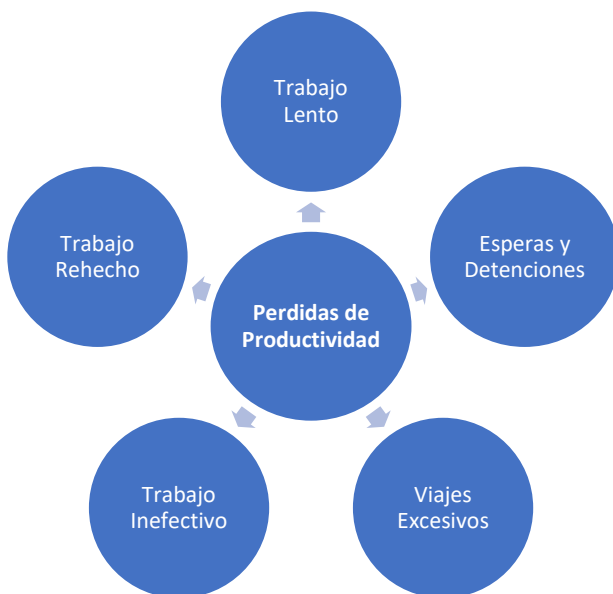 Trabajo
Lento
Trabajo
Rehecho
Esperas y
Detenciones
Perdidas de
Productividad
Trabajo
Inefectivo
Viajes
Excesivos